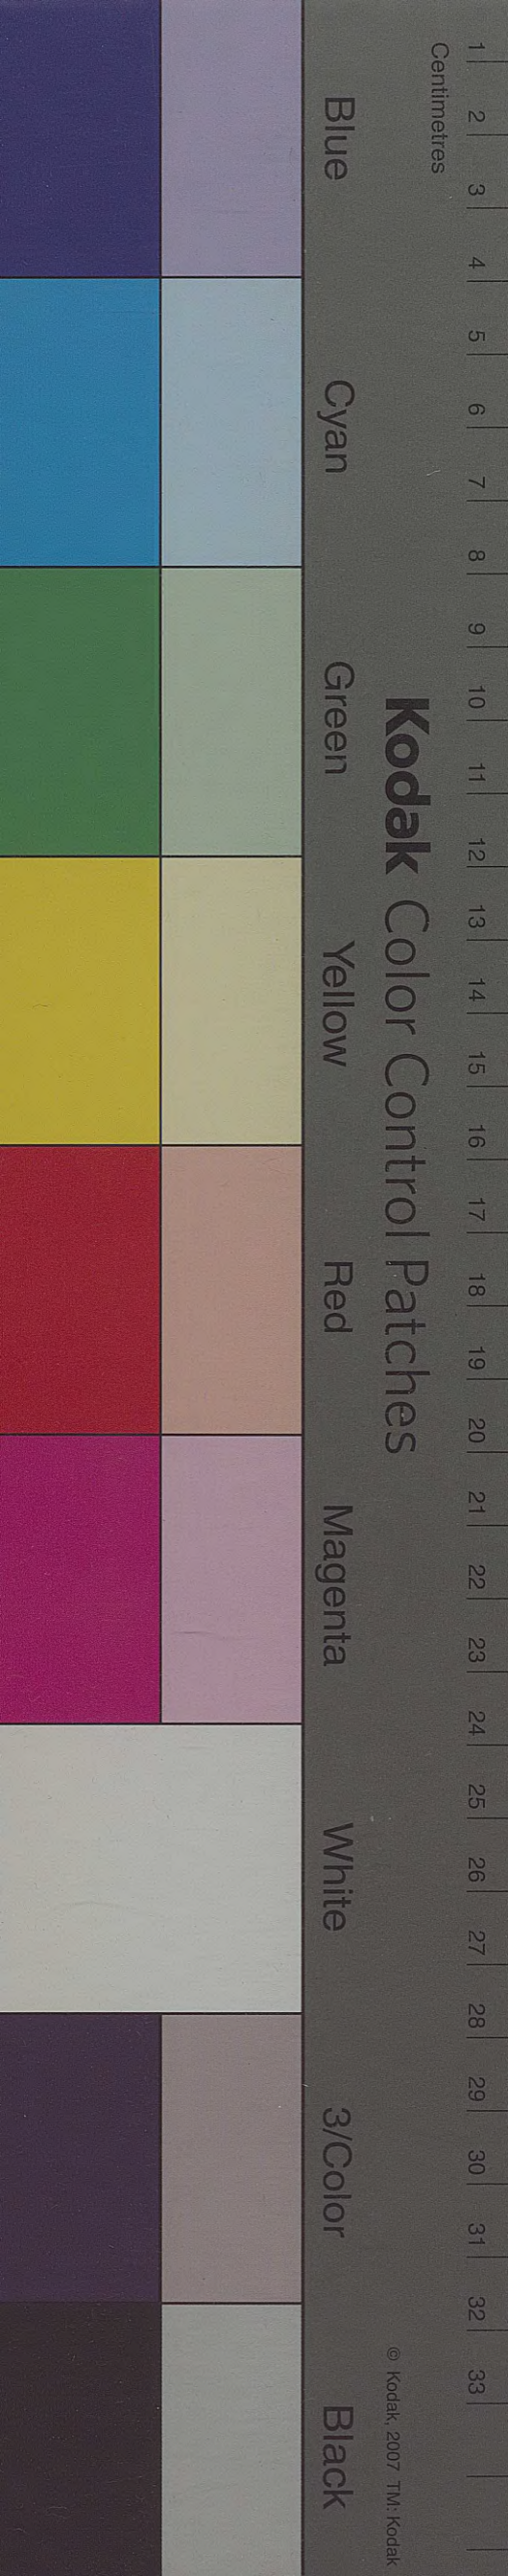 Centimetres
1 2 3 4 5 6 7 8 9 10 11 12 13 14 15 16 17 18 19 20 21 22 23 24 25 26 27 28 29 30 31 32 33
Kodak Color Control Patches
© Kodak, 2007 TM: Kodak
Blue Cyan Green Yellow Red Magenta White 3/Color Black